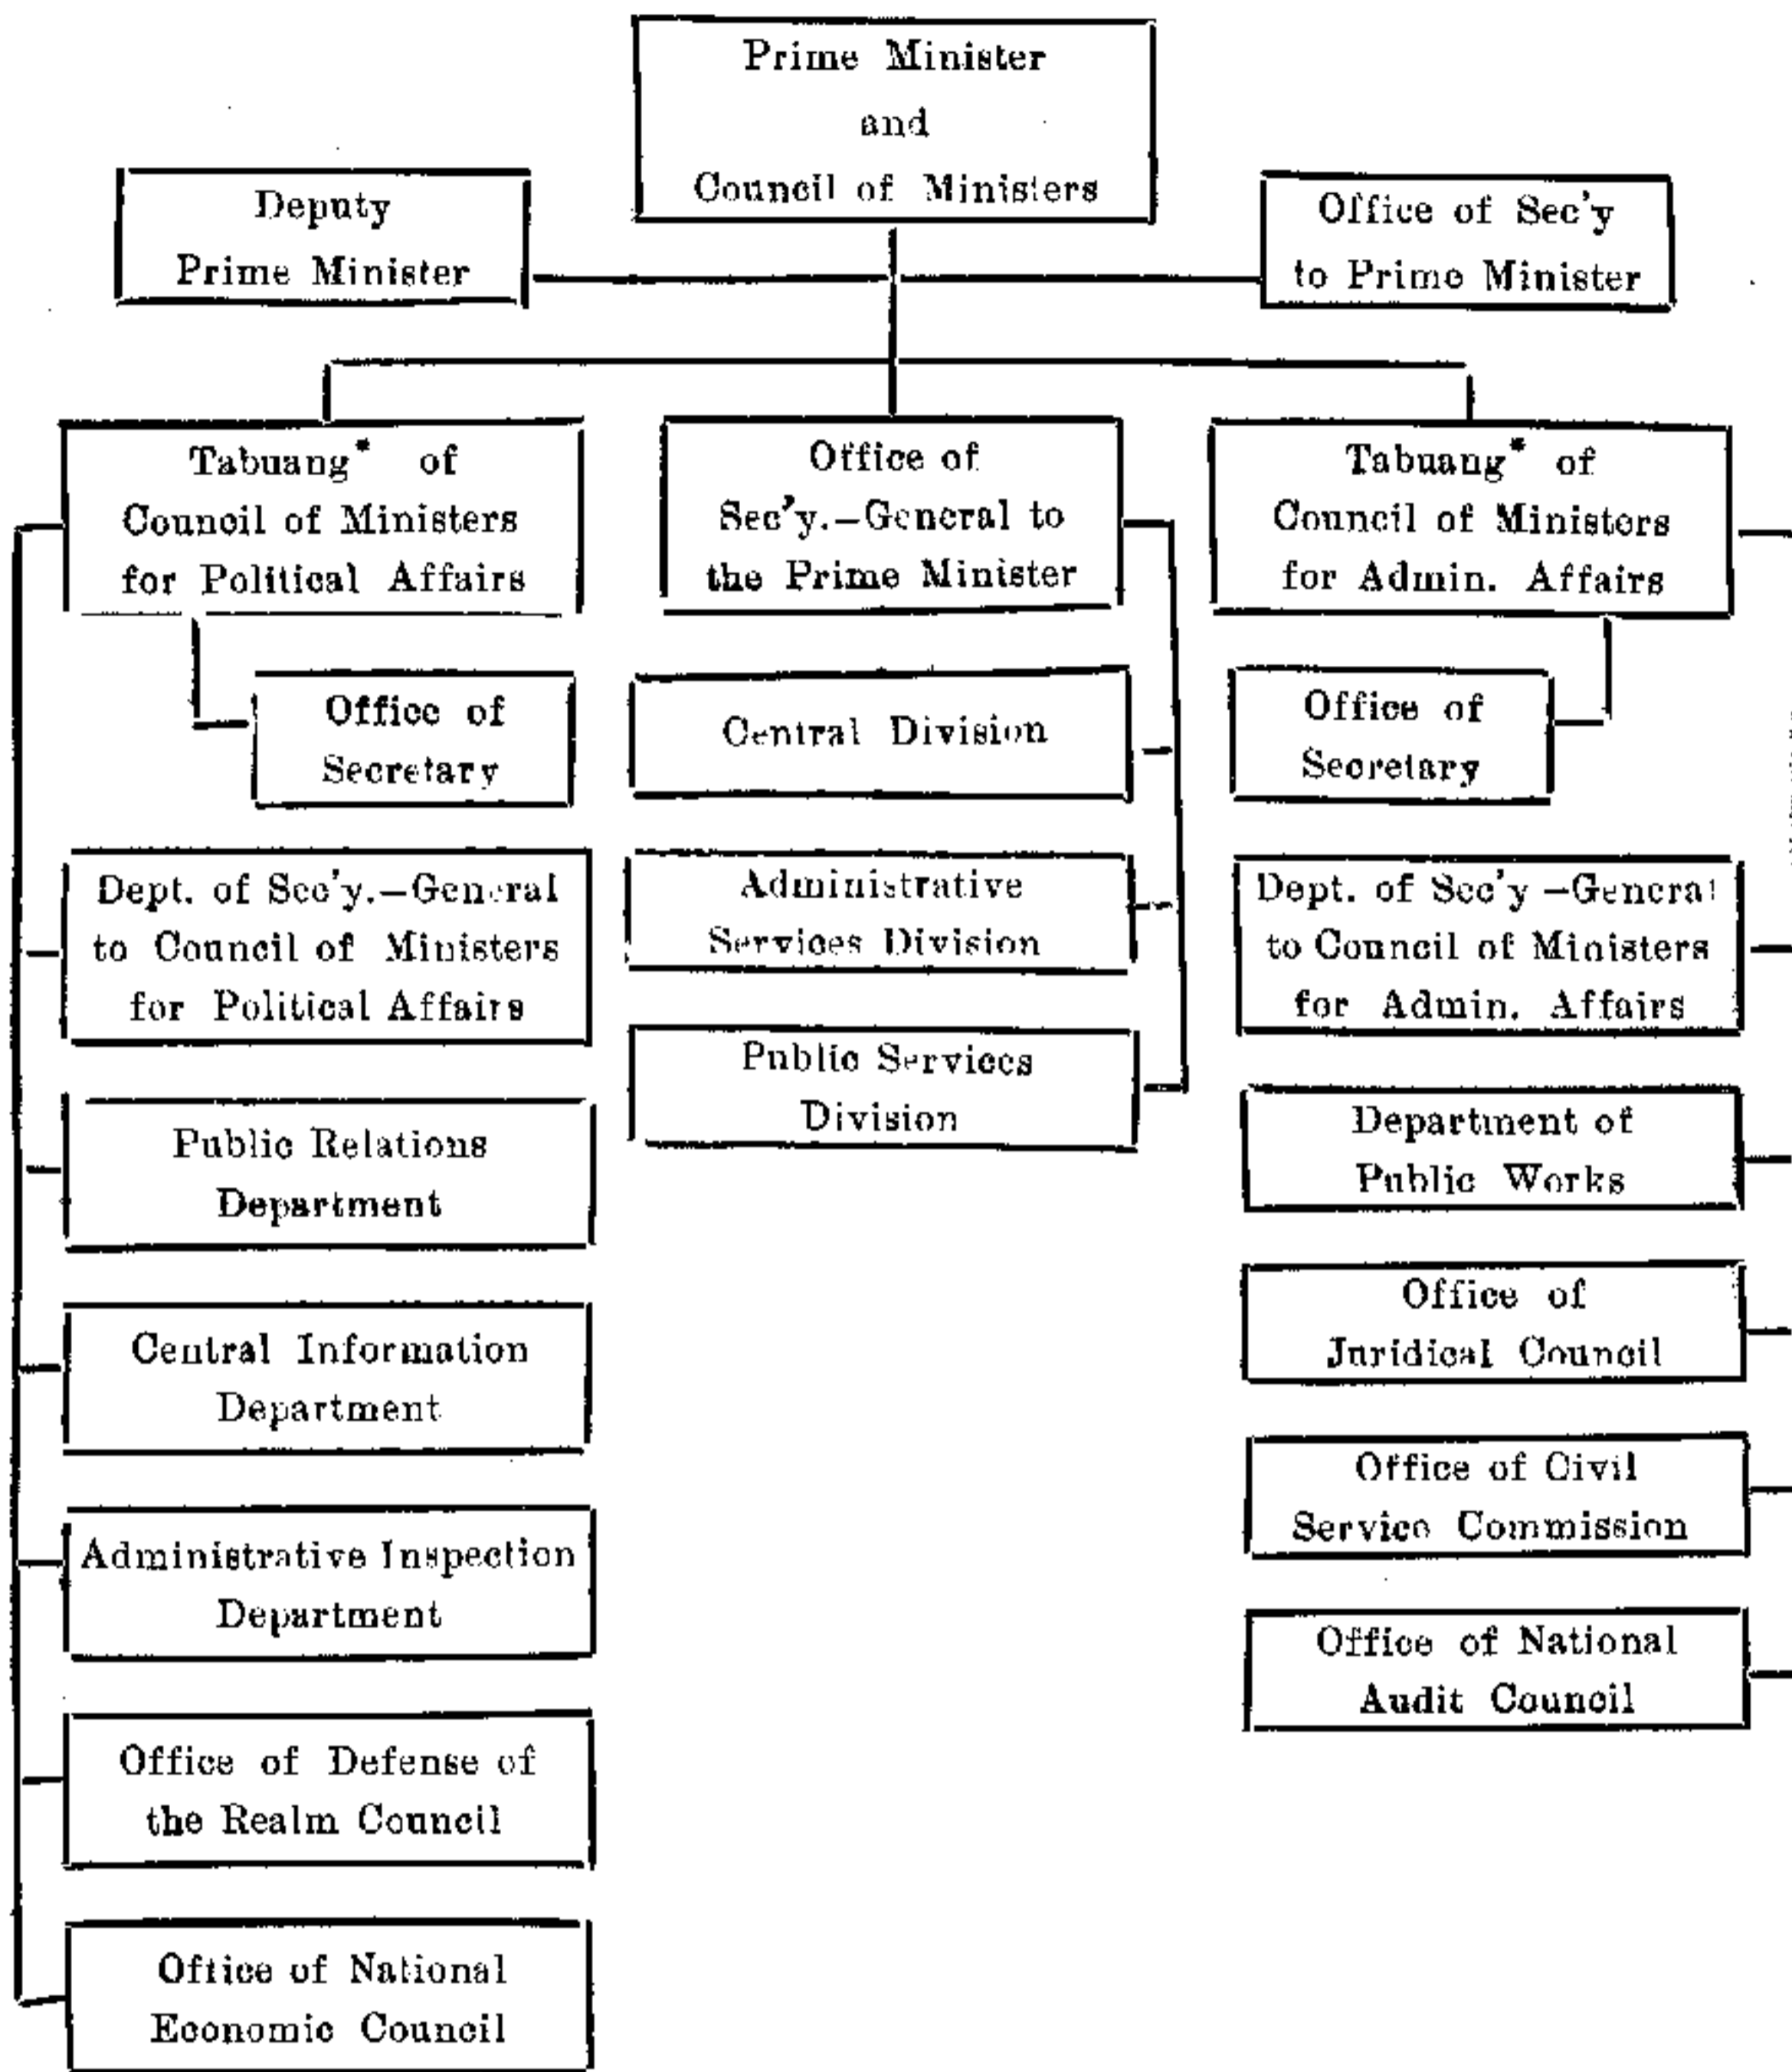 Prime Minister
and
Council of Ministers
Deputy
Prime Minister
Office of Sec'y
to Prime Minister
Tabuang* of
Council of Ministers
for Political Affairs
Office of
Sec'y.-General to
the Prime Minister
Tabuang* of
Council of Ministers
for Admin. Affairs
Office of
Secretary
Central Division
Office of
Secretary
Dept. of Sec'y.-General
to Council of Ministers
for Political Affairs
Administrative
Services Division
Dept. of Sec'y-General
to Council of Ministers
for Admin. Affairs
Public Relations
Department
Public Services
Division
Department of
Public Works
Central Information
Department
Office of
Juridical Council
Administrative Inspection
Department
Office of Civil
Service Commission
Office of Defense of
the Realm Council
Office of National
Audit Council
Office of National
Economic Council